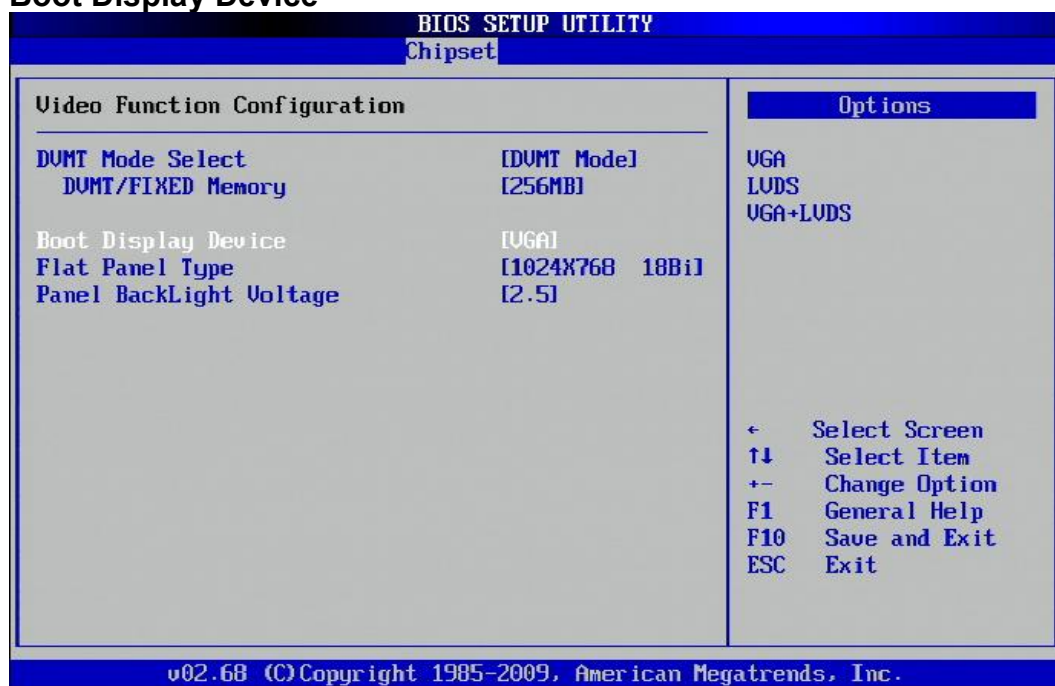 Boot Display Device
BIOS SETUP UTILITY
Chipset
Video Function Configuration
DVMT Mode Select [DVMT Mode]
DVMT/FIXED Memory [256MB]
Boot Display Device [VGA]
Flat Panel Type [1024X768 18Bi]
Panel BackLight Voltage [2.5]
Options
VGA
LVDS
VGA+LVDS
← Select Screen
↑↓ Select Item
+- Change Option
F1 General Help
F10 Save and Exit
ESC Exit
v02.68 (C)Copyright 1985-2009, American Megatrends, Inc.